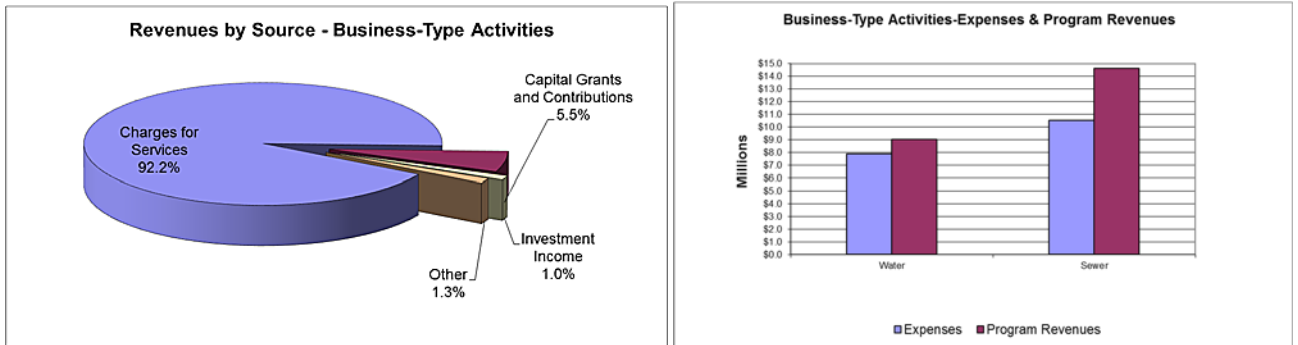 Revenues by Source - Business-Type Activities
Capital Grants
and Contributions
5.5%
Charges for
Services
92.2%
Investment
Income
1.0%
Other
1.3%
Business-Type Activities-Expenses & Program Revenues
Millions
$15.0
$14.0
$13.0
$12.0
$11.0
$10.0
$9.0
$8.0
$7.0
$6.0
$5.0
$4.0
$3.0
$2.0
$1.0
$0.0
Water
Sewer
Expenses
Program Revenues